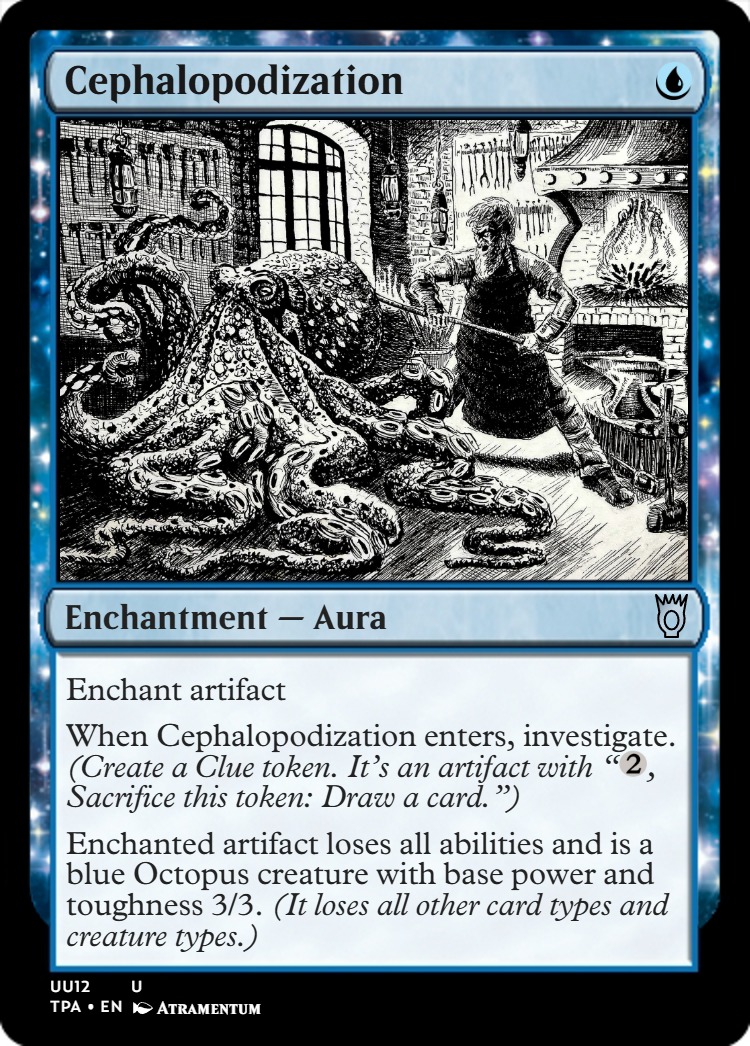 Cephalopodization
Enchantment — Aura
Enchant artifact
When Cephalopodization enters, investigate.
(Create a Clue token. It's an artifact with “2,
Sacrifice this token: Draw a card.”)
Enchanted artifact loses all abilities and is a
blue Octopus creature with base power and
toughness 3/3. (It loses all other card types and
creature types.)
UU12 U
TPA • EN ATRAMENTUM